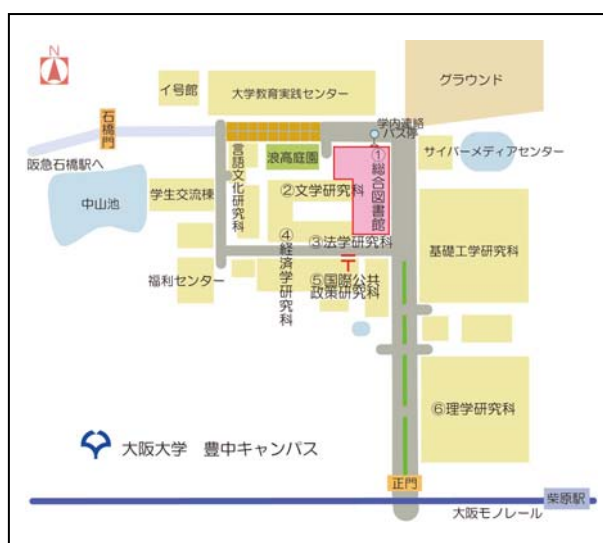 N
イ号館
大学教育実践センター
グラウンド
石橋門
学内連絡
バス停
阪急石橋駅へ
言語文化研究科
浪高庭園
①総合図書館
サイバーメディアセンター
中山池
学生交流棟
②文学研究科
③法学研究科
④経済学研究科
基礎工学研究科
福利センター
⑤国際公共
政策研究科
⑥理学研究科
大阪大学 豊中キャンパス
正門
柴原駅
大阪モノレール